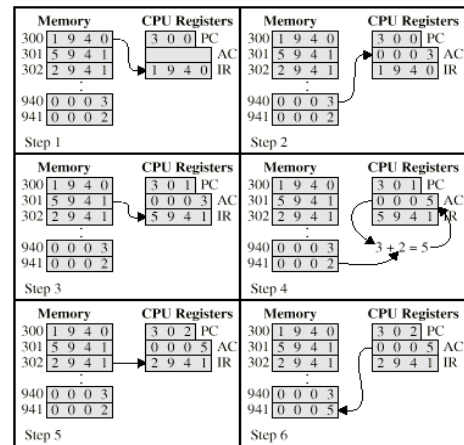 Memory CPU Registers
300 1 9 4 0 3 0 0 PC
301 5 9 4 1 AC
302 2 9 4 1 1 9 4 0 IR
:
940 0 0 0 3
941 0 0 0 2
Step 1
Memory CPU Registers
300 1 9 4 0 3 0 0 PC
301 5 9 4 1 0 0 0 3 AC
302 2 9 4 1 1 9 4 0 IR
:
940 0 0 0 3
941 0 0 0 2
Step 2
Memory CPU Registers
300 1 9 4 0 3 0 1 PC
301 5 9 4 1 0 0 0 3 AC
302 2 9 4 1 5 9 4 1 IR
:
940 0 0 0 3
941 0 0 0 2
Step 3
Memory CPU Registers
300 1 9 4 0 3 0 1 PC
301 5 9 4 1 0 0 0 5 AC
302 2 9 4 1 5 9 4 1 IR
:
940 0 0 0 3 3 + 2 = 5
941 0 0 0 2
Step 4
Memory CPU Registers
300 1 9 4 0 3 0 2 PC
301 5 9 4 1 0 0 0 5 AC
302 2 9 4 1 2 9 4 1 IR
:
940 0 0 0 3
941 0 0 0 2
Step 5
Memory CPU Registers
300 1 9 4 0 3 0 2 PC
301 5 9 4 1 0 0 0 5 AC
302 2 9 4 1 2 9 4 1 IR
:
940 0 0 0 3
941 0 0 0 5
Step 6